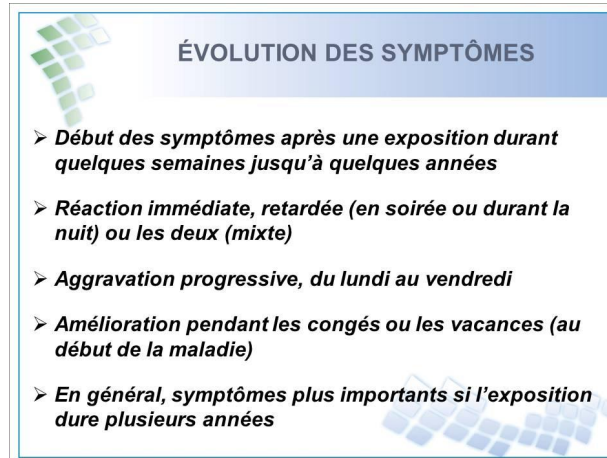 ÉVOLUTION DES SYMPTÔMES
➢ Début des symptômes après une exposition durant
quelques semaines jusqu’à quelques années
➢ Réaction immédiate, retardée (en soirée ou durant la
nuit) ou les deux (mixte)
➢ Aggravation progressive, du lundi au vendredi
➢ Amélioration pendant les congés ou les vacances (au
début de la maladie)
➢ En général, symptômes plus importants si l’exposition
dure plusieurs années